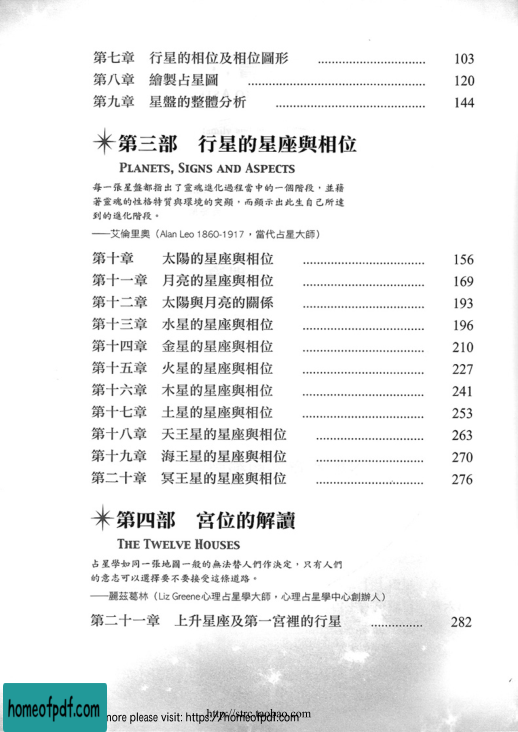 第七章 行星的相位及相位圖形 ................................ 103
第八章 繪製占星圖 ................................................... 120
第九章 星盤的整體分析 ........................................... 144
第三部 行星的星座與相位
PLANETS, SIGNS AND ASPECTS
每一張星盤都指出了靈魂進化過程當中的一個階段，並藉
著靈魂的性格特質與環境的突顯，而顯示出此生自己所達
到的進化階段。
——艾倫里奧（Alan Leo 1860-1917，當代占星大師）
第十章 太陽的星座與相位 ................................... 156
第十一章 月亮的星座與相位 ................................... 169
第十二章 太陽與月亮的關係 ................................... 193
第十三章 水星的星座與相位 ................................... 196
第十四章 金星的星座與相位 ................................... 210
第十五章 火星的星座與相位 ................................... 227
第十六章 木星的星座與相位 ................................... 241
第十七章 土星的星座與相位 ................................... 253
第十八章 天王星的星座與相位 ............................... 263
第十九章 海王星的星座與相位 ............................... 270
第二十章 冥王星的星座與相位 ............................... 276
第四部 宮位的解讀
THE TWELVE HOUSES
占星學如同一張地圖一般的無法替人們作決定，只有人們
的意志可以選擇要不要接受這條道路。
——麗茲葛林（Liz Greene心理占星學大師，心理占星學中心創辦人）
第二十一章 上升星座及第一宮裡的行星 ............... 282
homeofpdf.com
more please visit: https://homeofpdf.com
http://strc.taobao.com